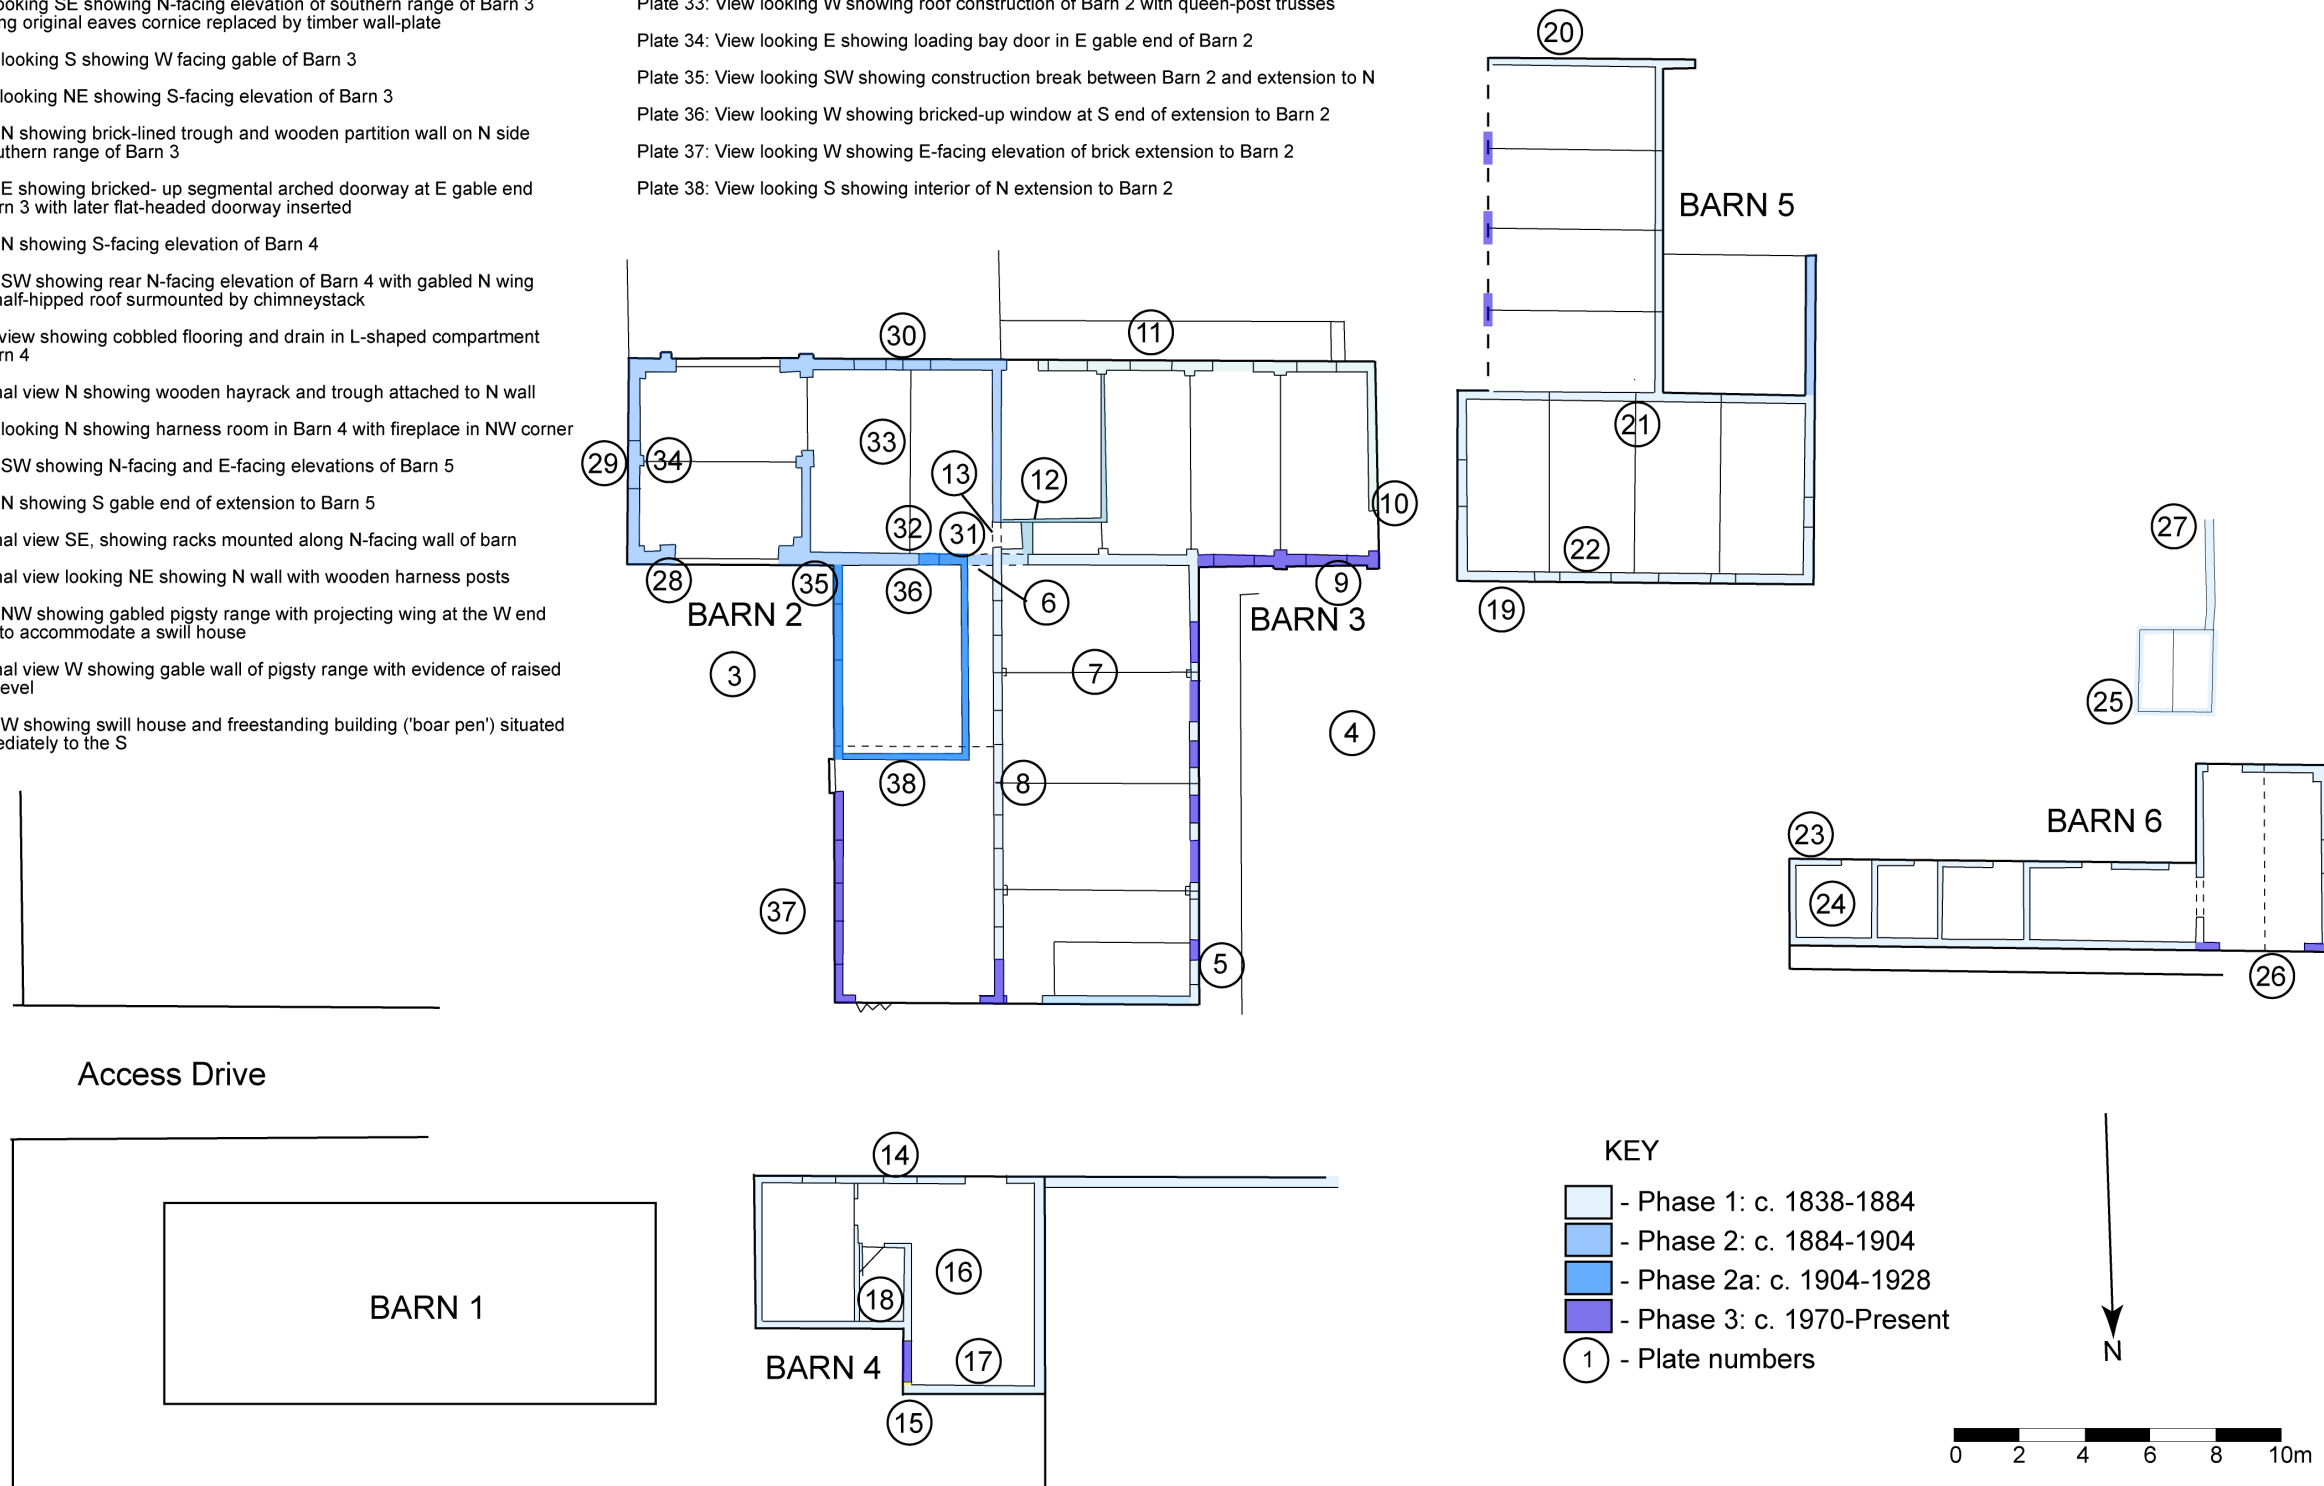 ooking SE showing N-facing elevation of southern range of Barn 3
ng original eaves cornice replaced by timber wall-plate
looking S showing W facing gable of Barn 3
looking NE showing S-facing elevation of Barn 3
N showing brick-lined trough and wooden partition wall on N side
uthern range of Barn 3
E showing bricked- up segmental arched doorway at E gable end
rn 3 with later flat-headed doorway inserted
N showing S-facing elevation of Barn 4
SW showing rear N-facing elevation of Barn 4 with gabled N wing
half-hipped roof surmounted by chimneystack
view showing cobbled flooring and drain in L-shaped compartment
rn 4
nal view N showing wooden hayrack and trough attached to N wall
looking N showing harness room in Barn 4 with fireplace in NW corner
SW showing N-facing and E-facing elevations of Barn 5
N showing S gable end of extension to Barn 5
nal view SE, showing racks mounted along N-facing wall of barn
nal view looking NE showing N wall with wooden harness posts
NW showing gabled pigsty range with projecting wing at the W end
to accommodate a swill house
nal view W showing gable wall of pigsty range with evidence of raised
evel
W showing swill house and freestanding building ('boar pen') situated
ediately to the S
Plate 33: View looking W showing roof construction of Barn 2 with queen-post trusses
Plate 34: View looking E showing loading bay door in E gable end of Barn 2
Plate 35: View looking SW showing construction break between Barn 2 and extension to N
Plate 36: View looking W showing bricked-up window at S end of extension to Barn 2
Plate 37: View looking W showing E-facing elevation of brick extension to Barn 2
Plate 38: View looking S showing interior of N extension to Barn 2
20
BARN 5
21
22
19
30
11
33
13
12
29
34
10
32
31
28
35
36
6
9
BARN 2
BARN 3
3
7
4
38
8
37
5
27
25
BARN 6
23
24
26
Access Drive
BARN 1
14
16
18
17
BARN 4
15
KEY
- Phase 1: c. 1838-1884
- Phase 2: c. 1884-1904
- Phase 2a: c. 1904-1928
- Phase 3: c. 1970-Present
1 - Plate numbers
N
0 2 4 6 8 10m